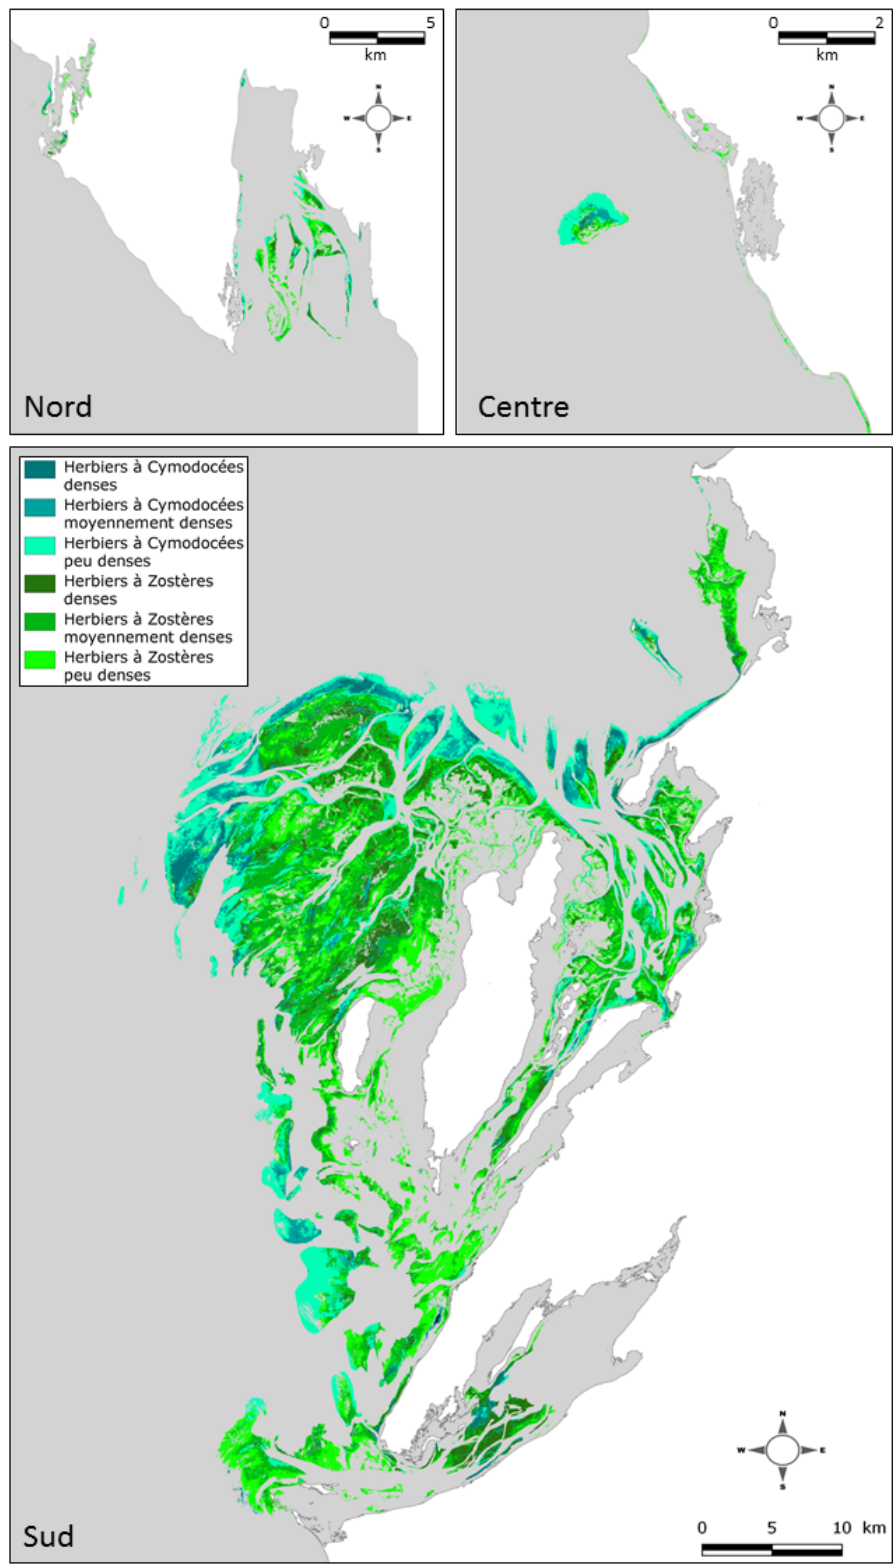 0 5
km
N
W E
S
Nord
0 2
km
N
W E
S
Centre
Herbiers à Cymodocées
denses
Herbiers à Cymodocées
moyennement denses
Herbiers à Cymodocées
peu denses
Herbiers à Zostères
denses
Herbiers à Zostères
moyennement denses
Herbiers à Zostères
peu denses
N
W E
S
Sud
0 5 10 km